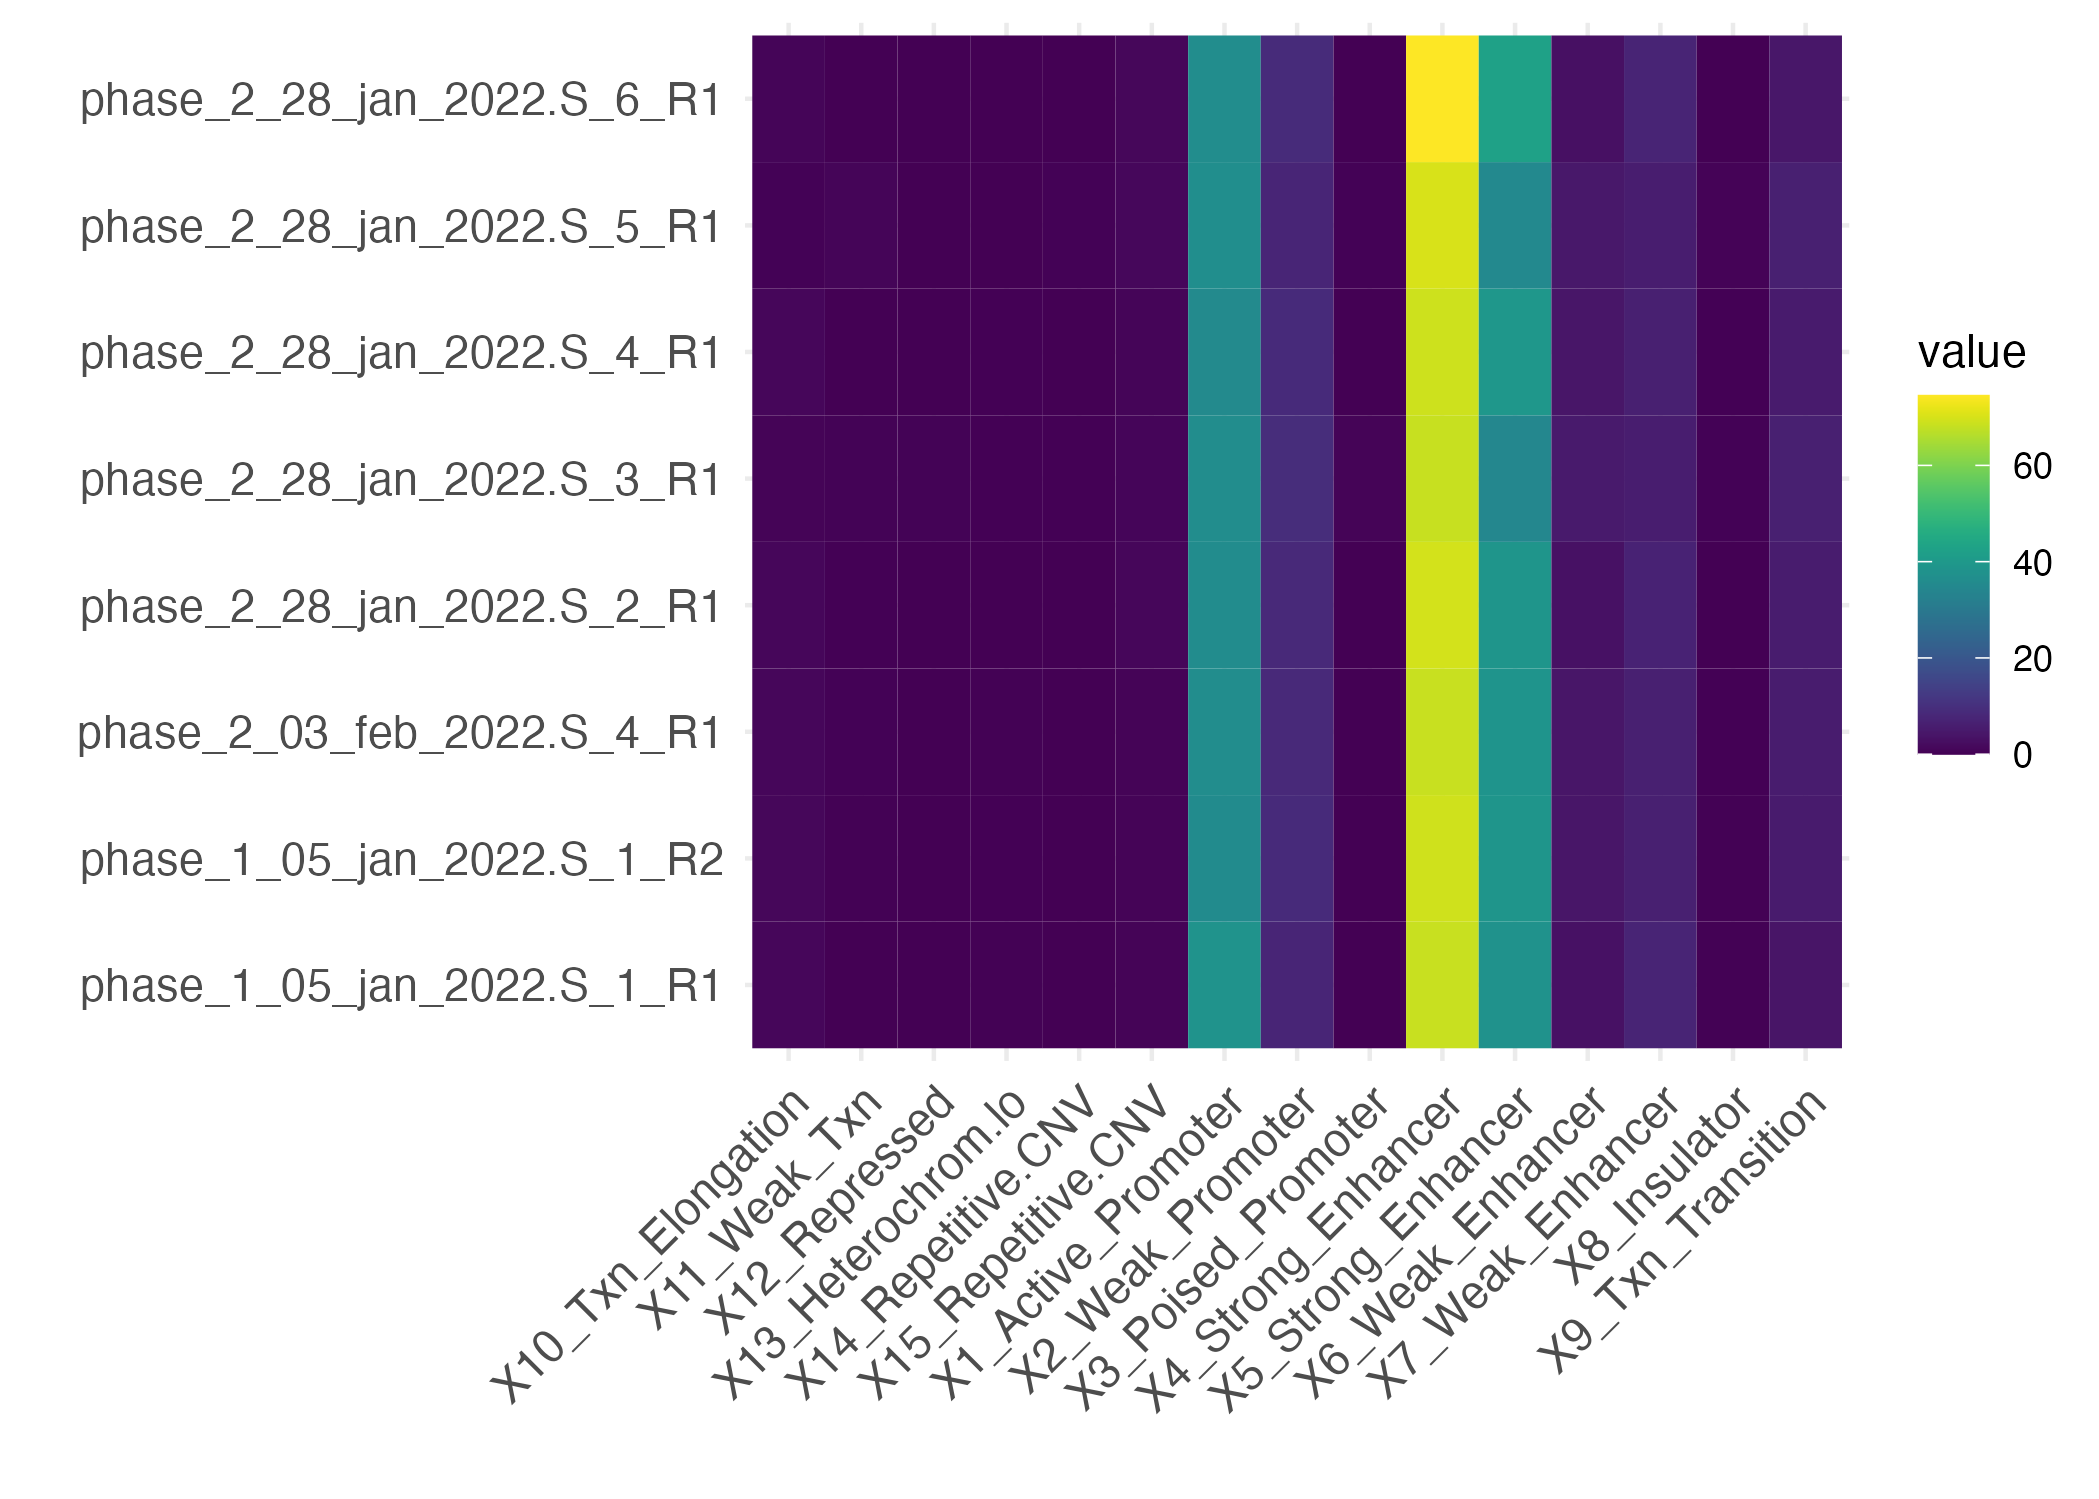 phase_2_28_jan_2022.S_6_R1
phase_2_28_jan_2022.S_5_R1
phase_2_28_jan_2022.S_4_R1
phase_2_28_jan_2022.S_3_R1
phase_2_28_jan_2022.S_2_R1
phase_2_03_feb_2022.S_4_R1
phase_1_05_jan_2022.S_1_R2
phase_1_05_jan_2022.S_1_R1
value
60
40
20
0
X10_Txn_Elongation
X11_Weak_Txn
X12_Repressed
X13_Heterochrom.lo
X14_Repetitive.CNV
X15_Repetitive.CNV
X1_Active_Promoter
X2_Weak_Promoter
X3_Poised_Promoter
X4_Strong_Enhancer
X5_Strong_Enhancer
X6_Weak_Enhancer
X7_Weak_Enhancer
X8_Insulator
X9_Txn_Transition